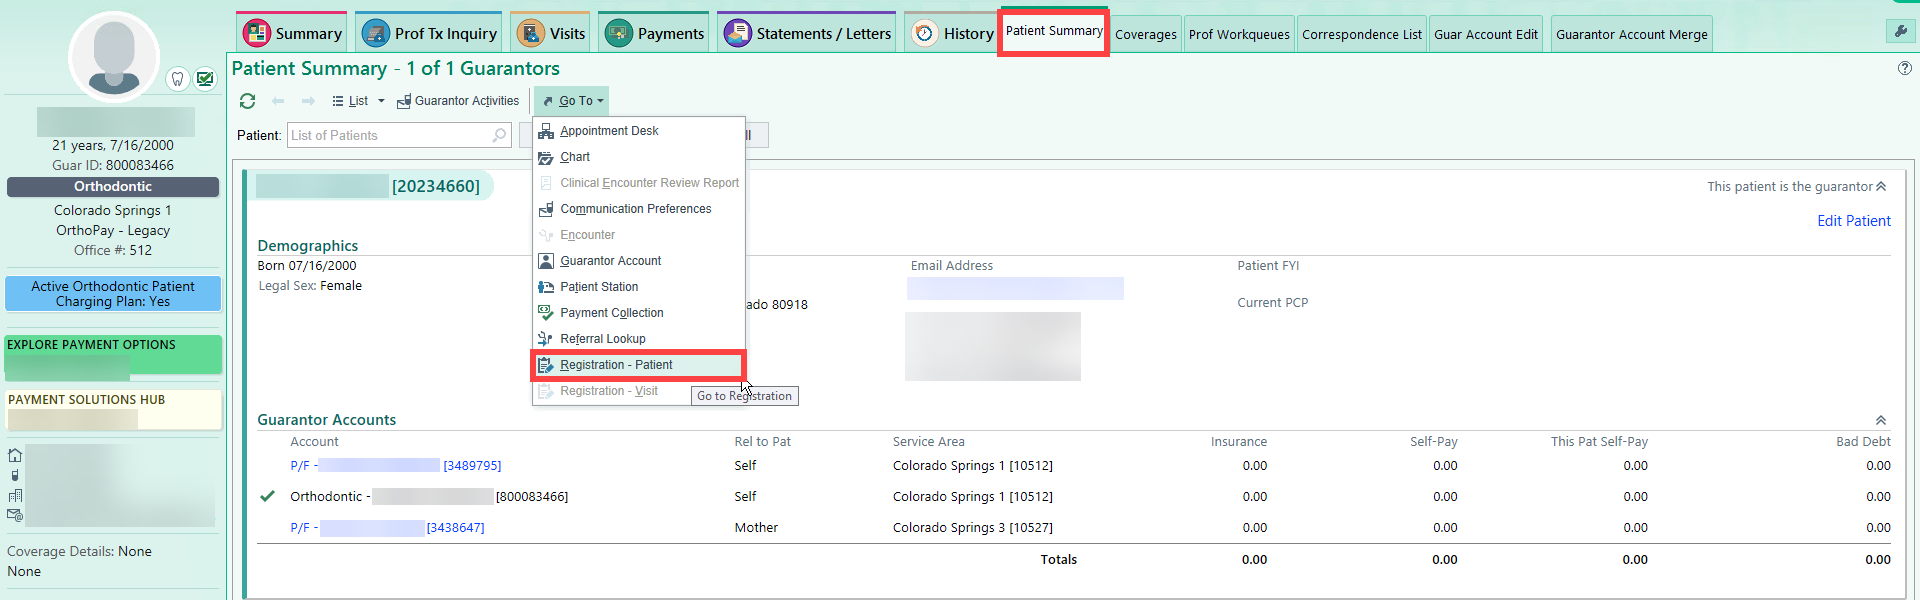 Summary
Prof Tx Inquiry
Visits
Payments
Statements / Letters
History
Patient Summary
Coverages
Prof Workqueues
Correspondence List
Guar Account Edit
Guarantor Account Merge
21 years, 7/16/2000
Guar ID: 800083466
Orthodontic
Colorado Springs 1
OrthoPay - Legacy
Office #: 512
Active Orthodontic Patient
Charging Plan: Yes
EXPLORE PAYMENT OPTIONS
PAYMENT SOLUTIONS HUB
Coverage Details: None
None
Patient Summary - 1 of 1 Guarantors
List
Guarantor Activities
Go To
Patient:
List of Patients
Appointment Desk
Chart
Clinical Encounter Review Report
Communication Preferences
Encounter
Guarantor Account
Patient Station
Payment Collection
Referral Lookup
Registration - Patient
Registration - Visit
Go to Registration
[20234660]
This patient is the guarantor
Edit Patient
Demographics
Born 07/16/2000
Legal Sex: Female
ado 80918
Email Address
Patient FYI
Current PCP
Guarantor Accounts
Account Rel to Pat Service Area Insurance Self-Pay This Pat Self-Pay Bad Debt
P/F - [3489795] Self Colorado Springs 1 [10512] 0.00 0.00 0.00 0.00
Orthodontic - [800083466] Self Colorado Springs 1 [10512] 0.00 0.00 0.00 0.00
P/F - [3438647] Mother Colorado Springs 3 [10527] 0.00 0.00 0.00 0.00
Totals 0.00 0.00 0.00 0.00